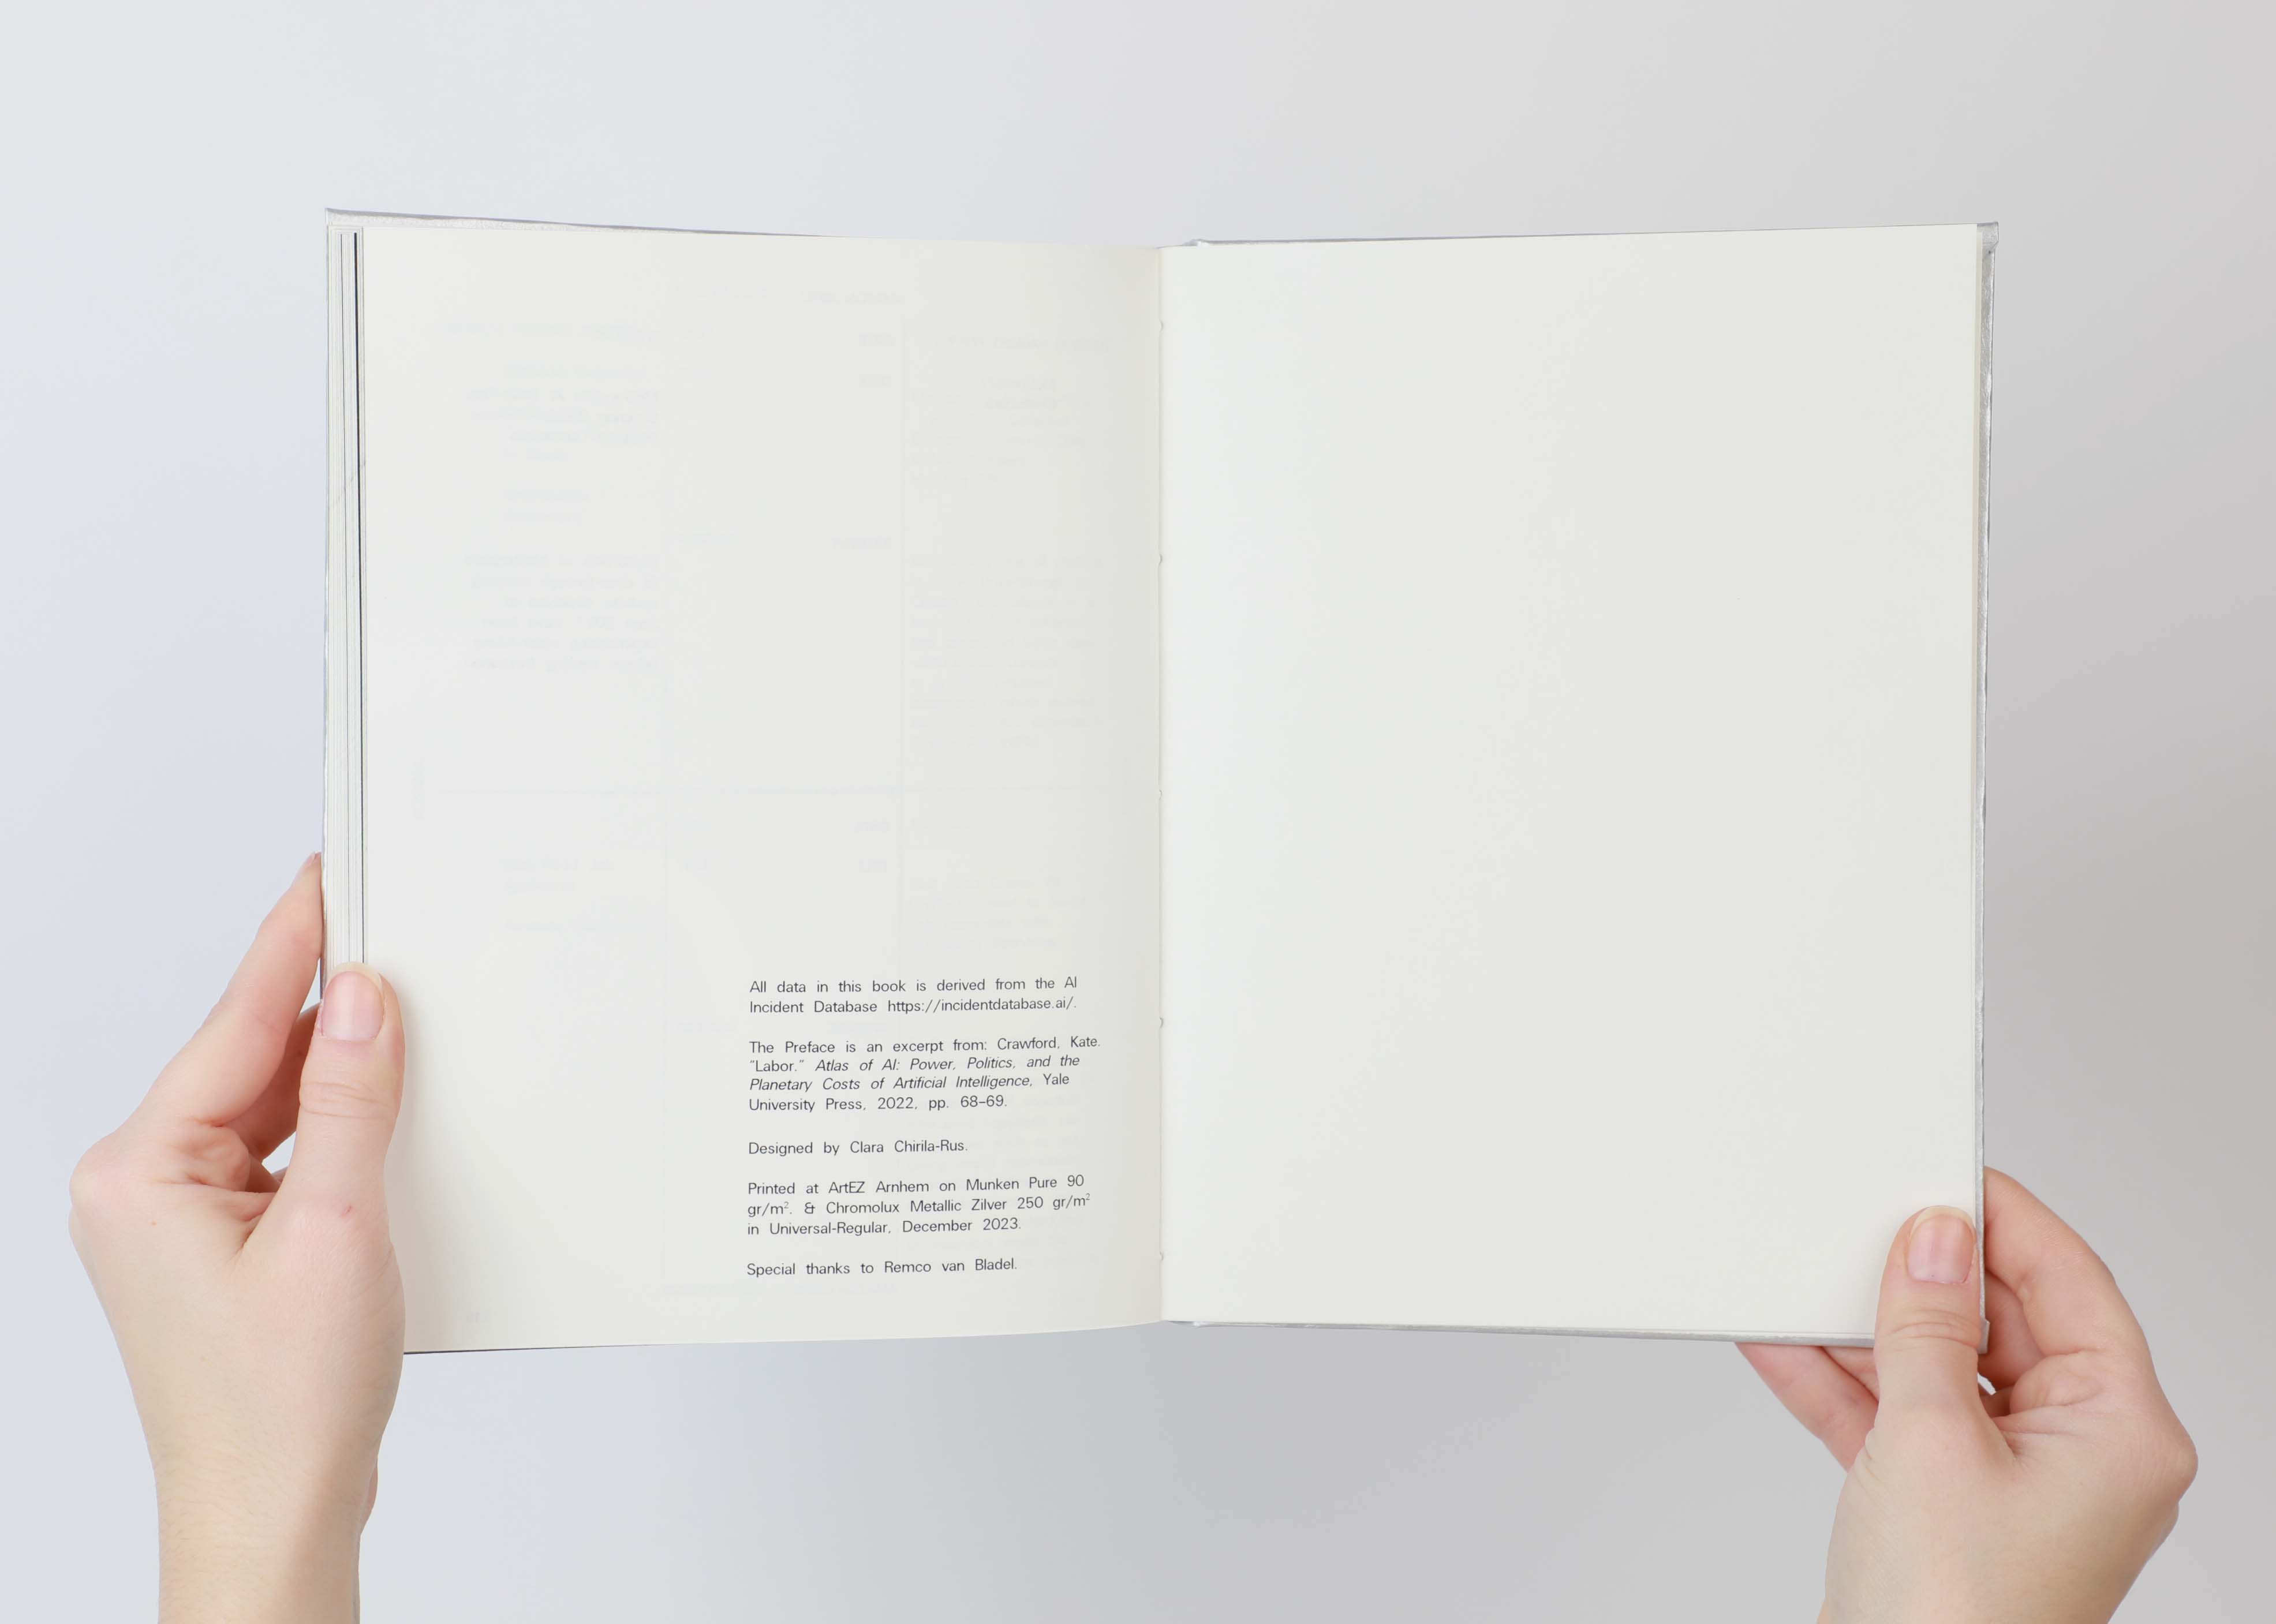 All data in this book is derived from the AI
Incident Database https://incidentdatabase.ai/.
The Preface is an excerpt from: Crawford, Kate.
"Labor." Atlas of AI: Power, Politics, and the
Planetary Costs of Artificial Intelligence, Yale
University Press, 2022, pp. 68–69.
Designed by Clara Chirila-Rus.
Printed at ArtEZ Arnhem on Munken Pure 90
gr/m². & Chromolux Metallic Zilver 250 gr/m²
in Universal-Regular, December 2023.
Special thanks to Remco van Bladel.